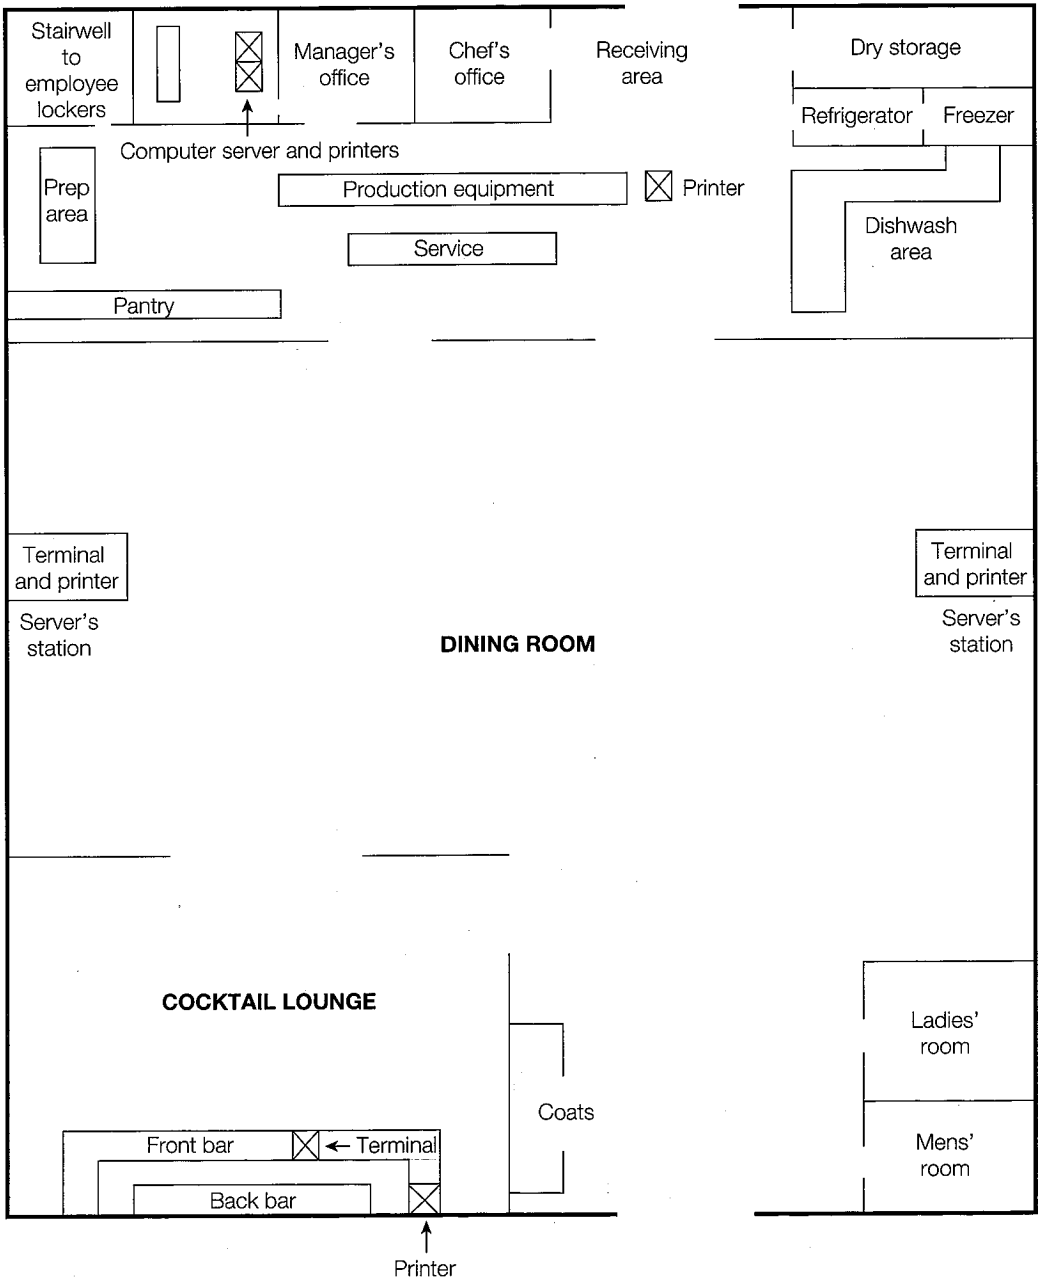 Stairwell
to
employee
lockers
Manager's
office
Chef's
office
Receiving
area
Dry storage
Refrigerator
Freezer
Computer server and printers
Prep
area
Production equipment
Printer
Service
Dishwash
area
Pantry
Terminal
and printer
Server's
station
Terminal
and printer
Server's
station
DINING ROOM
COCKTAIL LOUNGE
Ladies'
room
Coats
Mens'
room
Front bar
Terminal
Back bar
Printer